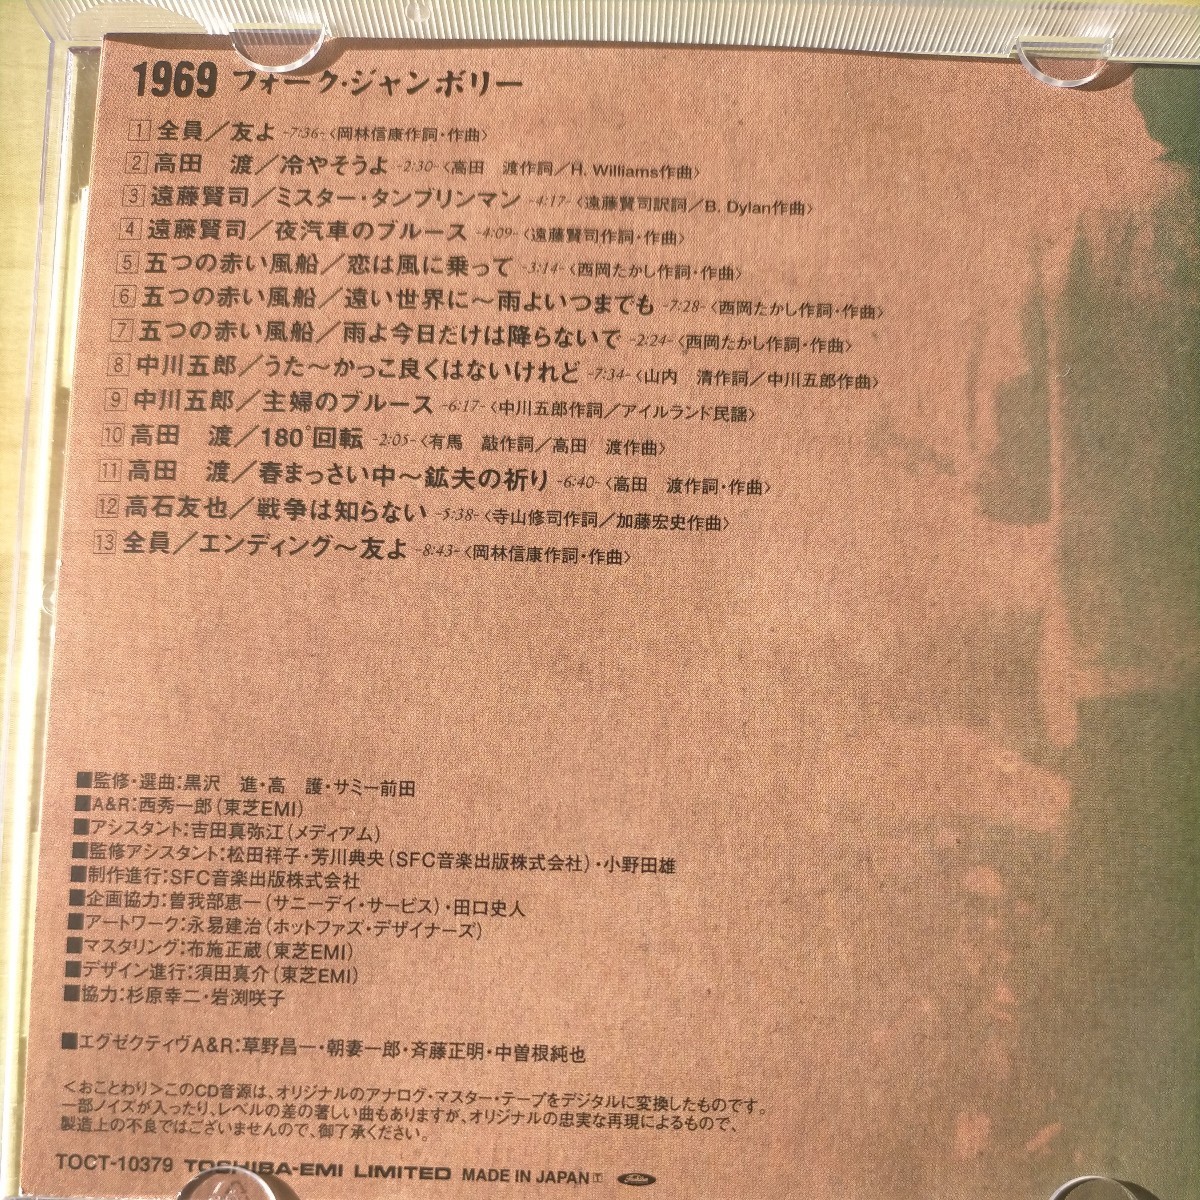 1969 フォーク・ジャンボリー
1 全員／友よ -7:36-〈岡林信康作詞・作曲〉
2 高田　渡／冷やそうよ -2:30-〈高田　渡作詞／H. Williams作曲〉
3 遠藤賢司／ミスター・タンブリンマン -4:17-〈遠藤賢司訳詞／B. Dylan作曲〉
4 遠藤賢司／夜汽車のブルース -4:09-〈遠藤賢司作詞・作曲〉
5 五つの赤い風船／恋は風に乗って -3:14-〈西岡たかし作詞・作曲〉
6 五つの赤い風船／遠い世界に〜雨よいつまでも -7:28-〈西岡たかし作詞・作曲〉
7 五つの赤い風船／雨よ今日だけは降らないで -2:24-〈西岡たかし作詞・作曲〉
8 中川五郎／うた〜かっこ良くはないけれど -7:34-〈山内　清作詞／中川五郎作曲〉
9 中川五郎／主婦のブルース -6:17-〈中川五郎作詞／アイルランド民謡〉
10 高田　渡／180°回転 -2:05-〈有馬　敲作詞／高田　渡作曲〉
11 高田　渡／春まっさい中〜鉱夫の祈り -6:40-〈高田　渡作詞・作曲〉
12 高石友也／戦争は知らない -5:38-〈寺山修司作詞／加藤宏史作曲〉
13 全員／エンディング〜友よ -8:43-〈岡林信康作詞・作曲〉
■監修・選曲：黒沢　進・高　護・サミー前田
■A&R：西秀一郎（東芝EMI）
■アシスタント：吉田真弥江（メディアム）
■監修アシスタント：松田祥子・芳川典央（SFC音楽出版株式会社）・小野田雄
■制作進行：SFC音楽出版株式会社
■企画協力：曽我部恵一（サニーデイ・サービス）・田口史人
■アートワーク：永易建治（ホットファズ・デザイナーズ）
■マスタリング：布施正蔵（東芝EMI）
■デザイン進行：須田真介（東芝EMI）
■協力：杉原幸二・岩渕咲子
■エグゼクティヴA&R：草野昌一・朝妻一郎・斉藤正明・中曽根純也
＜おことわり＞このCD音源は、オリジナルのアナログ・マスター・テープをデジタルに変換したものです。
一部ノイズが入ったり、レベルの差の著しい曲もありますが、オリジナルの忠実な再現によるもので、
製造上の不良ではございませんので、御了承ください。
TOCT-10379 TOSHIBA-EMI LIMITED MADE IN JAPAN T